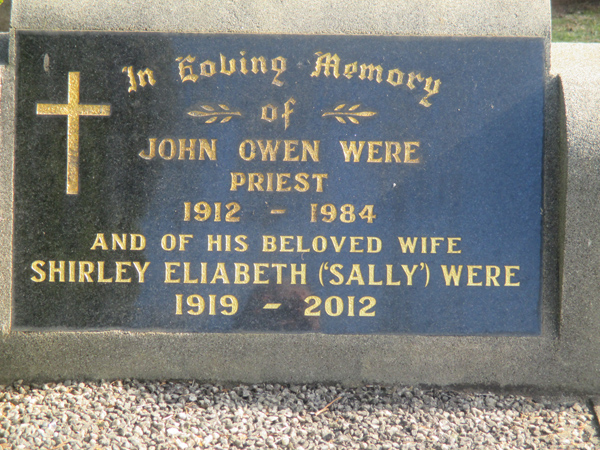 In Loving Memory
of
JOHN OWEN WERE
PRIEST
1912 - 1984
AND OF HIS BELOVED WIFE
SHIRLEY ELIABETH ('SALLY') WERE
1919 - 2012